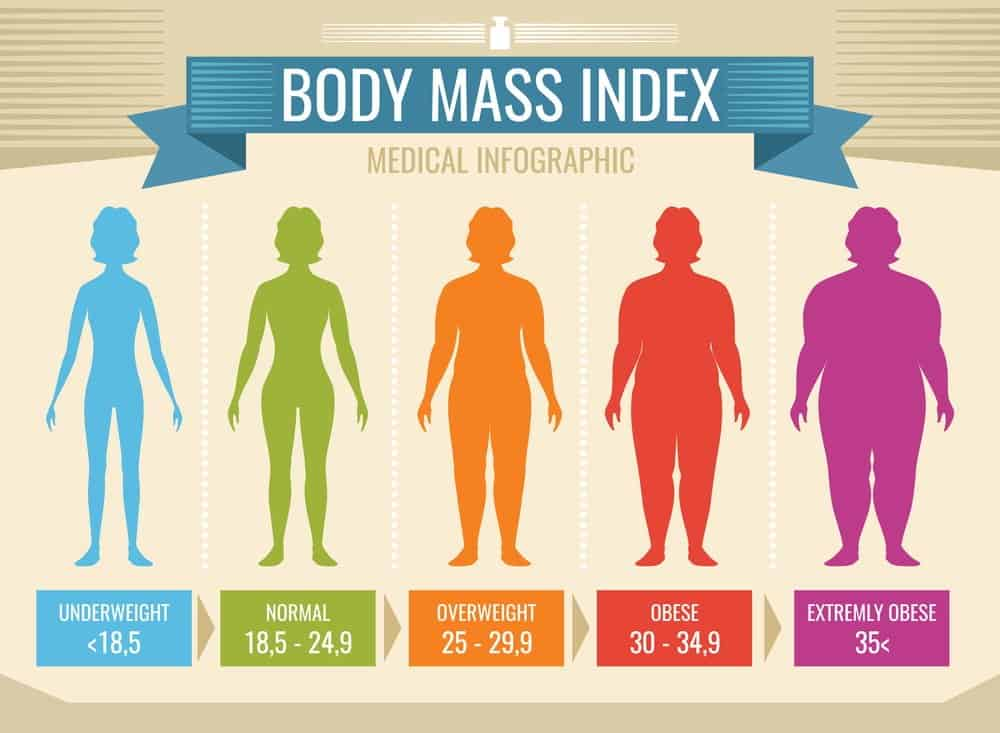 BODY MASS INDEX
MEDICAL INFOGRAPHIC
UNDERWEIGHT
<18,5
NORMAL
18,5 - 24,9
OVERWEIGHT
25 - 29,9
OBESE
30 - 34,9
EXTREMLY OBESE
35<